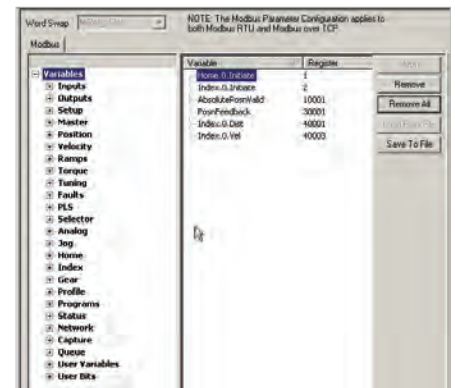 Word Swap
NOTE: The Modbus Parameter Configuration applies to
both Modbus RTU and Modbus over TCP.
Modbus
Variables
Inputs
Outputs
Setup
Master
Position
Velocity
Ramps
Torque
Tuning
Faults
PLS
Selector
Analog
Jog
Home
Index
Gear
Profile
Programs
Status
Network
Capture
Queue
User Variables
User Bits
Variable Register
Home.0.Initiate 1
Index.0.Initiate 2
AbsolutePosnValid 10001
PosnFeedback 30001
Index.0.Dist 40001
Index.0.Vel 40003
Remove
Remove All
Save To File